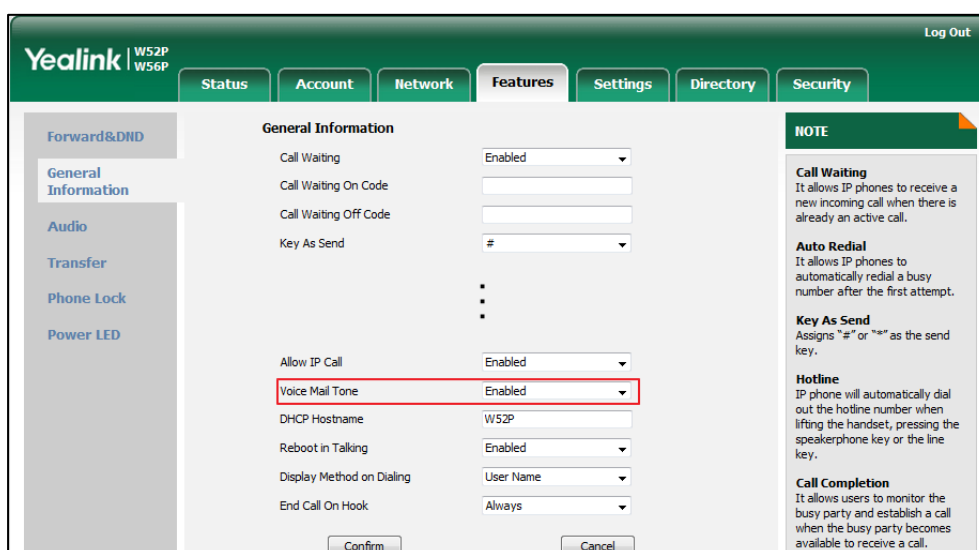 Log Out
Yealink | W52P
W56P
Status Account Network Features Settings Directory Security
Forward&DND
General
Information
Audio
Transfer
Phone Lock
Power LED
General Information
Call Waiting Enabled
Call Waiting On Code
Call Waiting Off Code
Key As Send #
Allow IP Call Enabled
Voice Mail Tone Enabled
DHCP Hostname W52P
Reboot in Talking Enabled
Display Method on Dialing User Name
End Call On Hook Always
Confirm Cancel
NOTE
Call Waiting
It allows IP phones to receive a
new incoming call when there is
already an active call.
Auto Redial
It allows IP phones to
automatically redial a busy
number after the first attempt.
Key As Send
Assigns "#" or "*" as the send
key.
Hotline
IP phone will automatically dial
out the hotline number when
lifting the handset, pressing the
speakerphone key or the line
key.
Call Completion
It allows users to monitor the
busy party and establish a call
when the busy party becomes
available to receive a call.